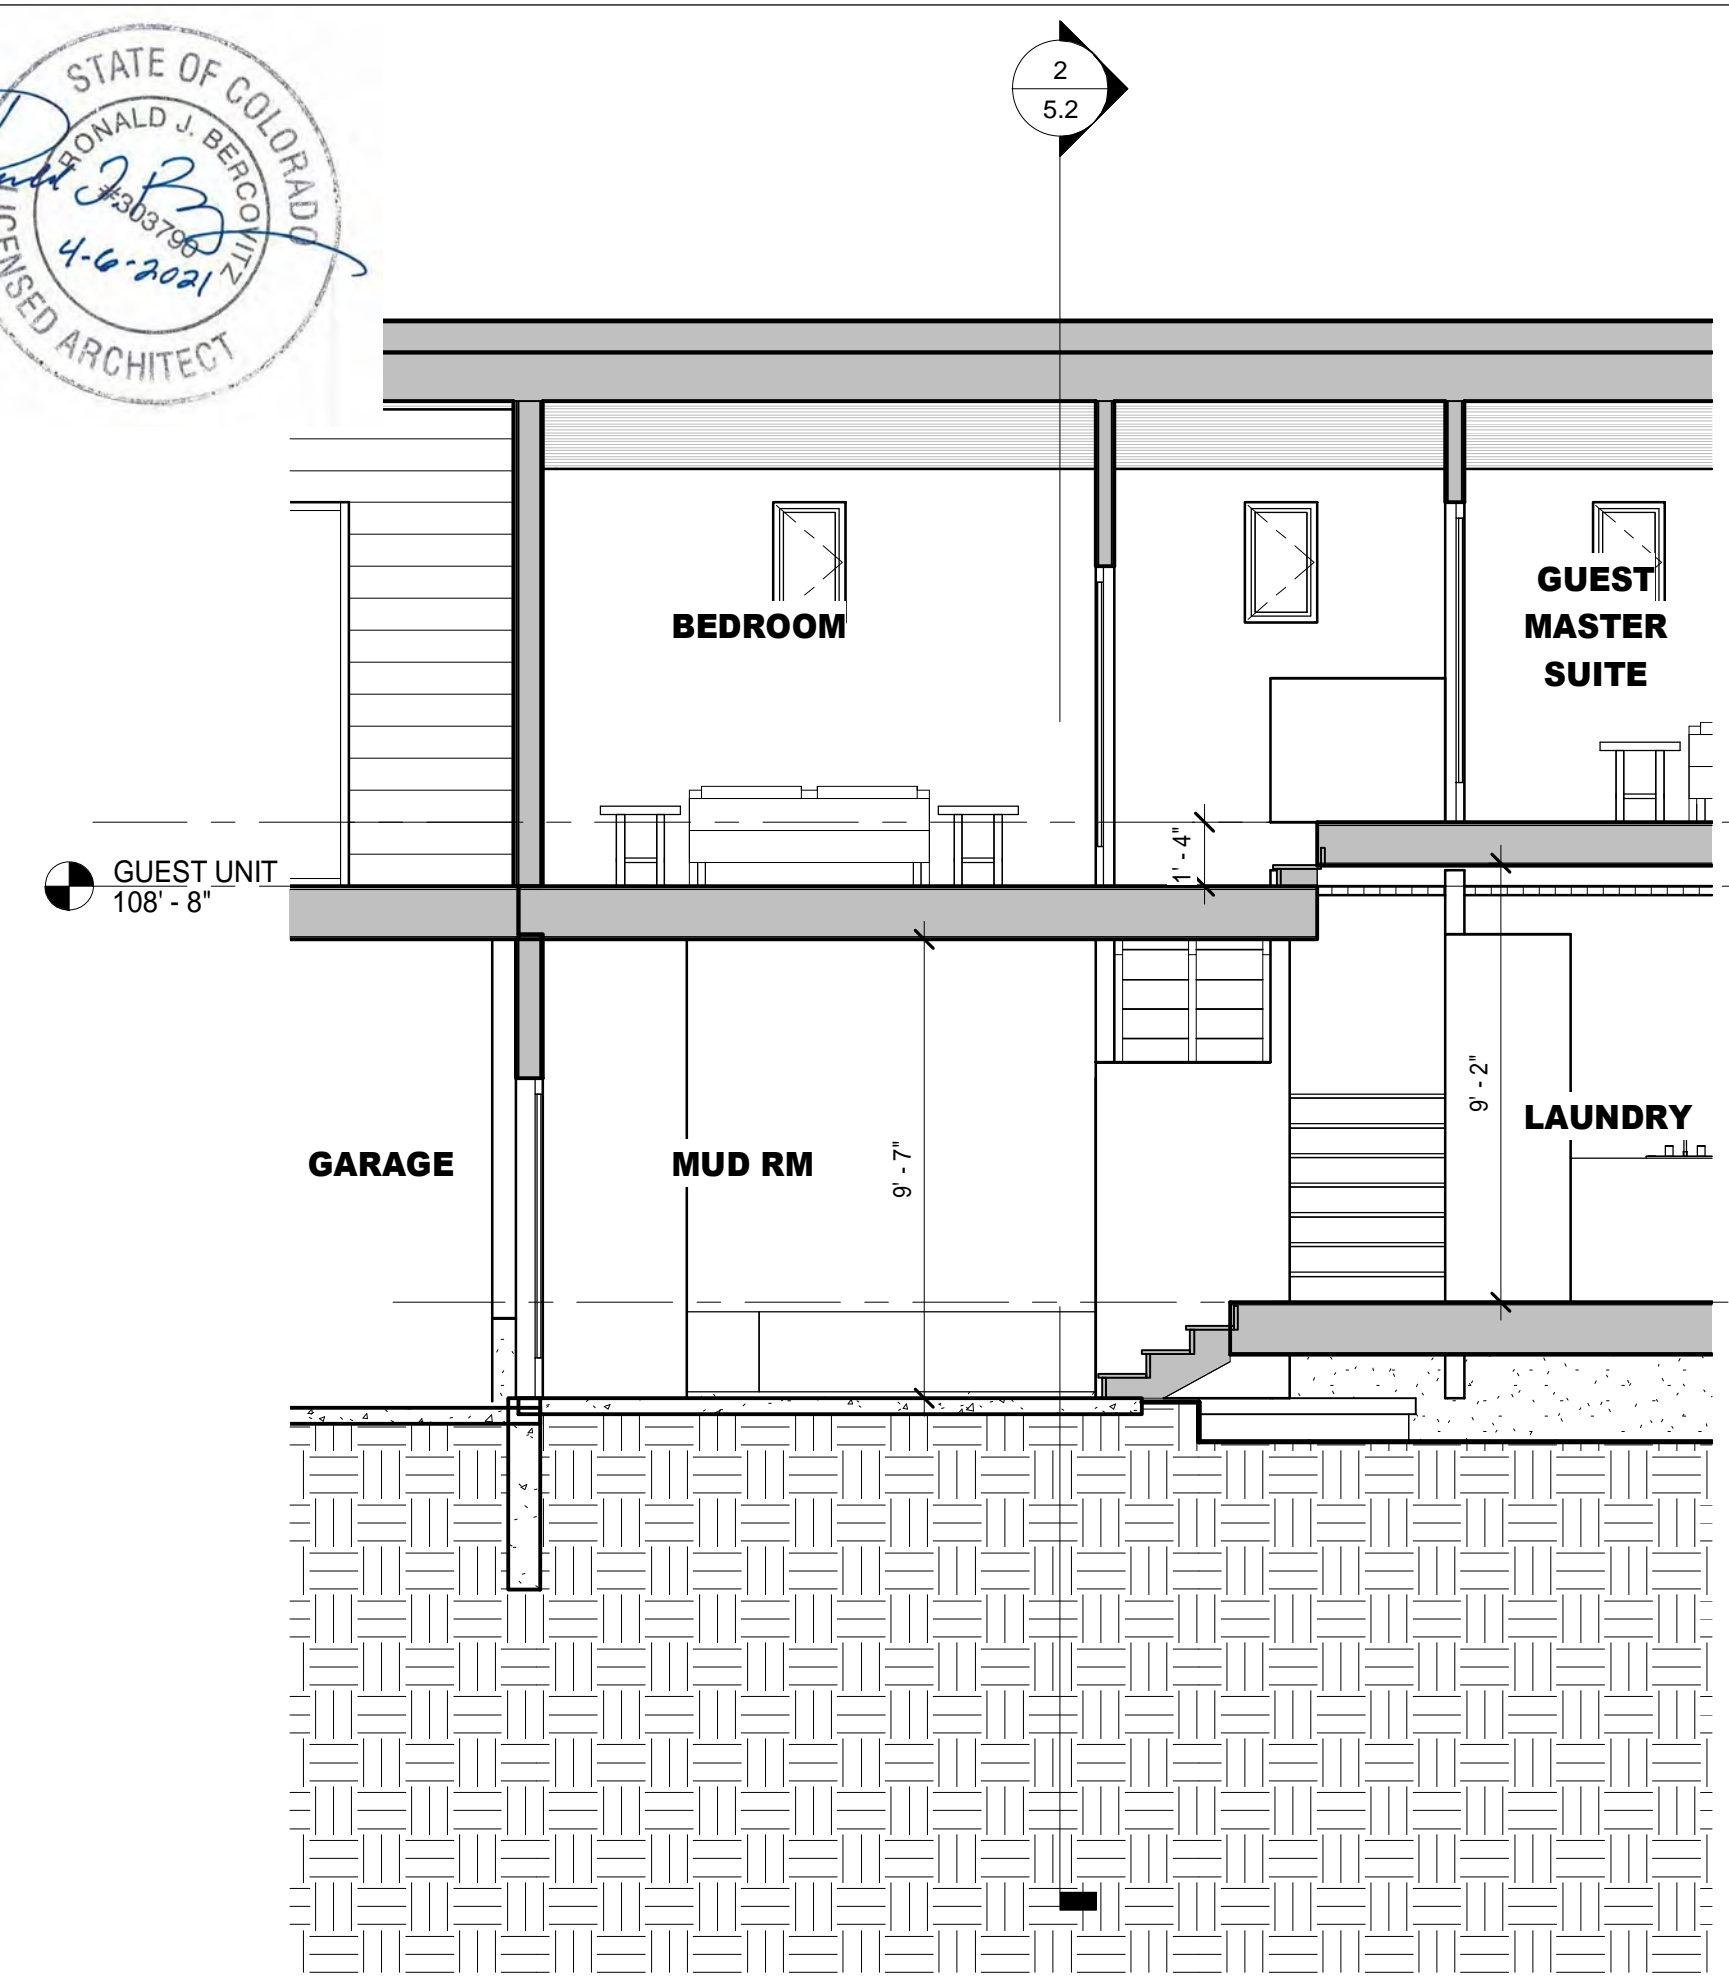 STATE OF COLORADO
RONALD J. BERCOVITZ
#303790
4-6-2021
LICENSED ARCHITECT
2
5.2
BEDROOM
GUEST
MASTER
SUITE
1' - 4"
GUEST UNIT
108' - 8"
9' - 2"
LAUNDRY
GARAGE
MUD RM
9' - 7"